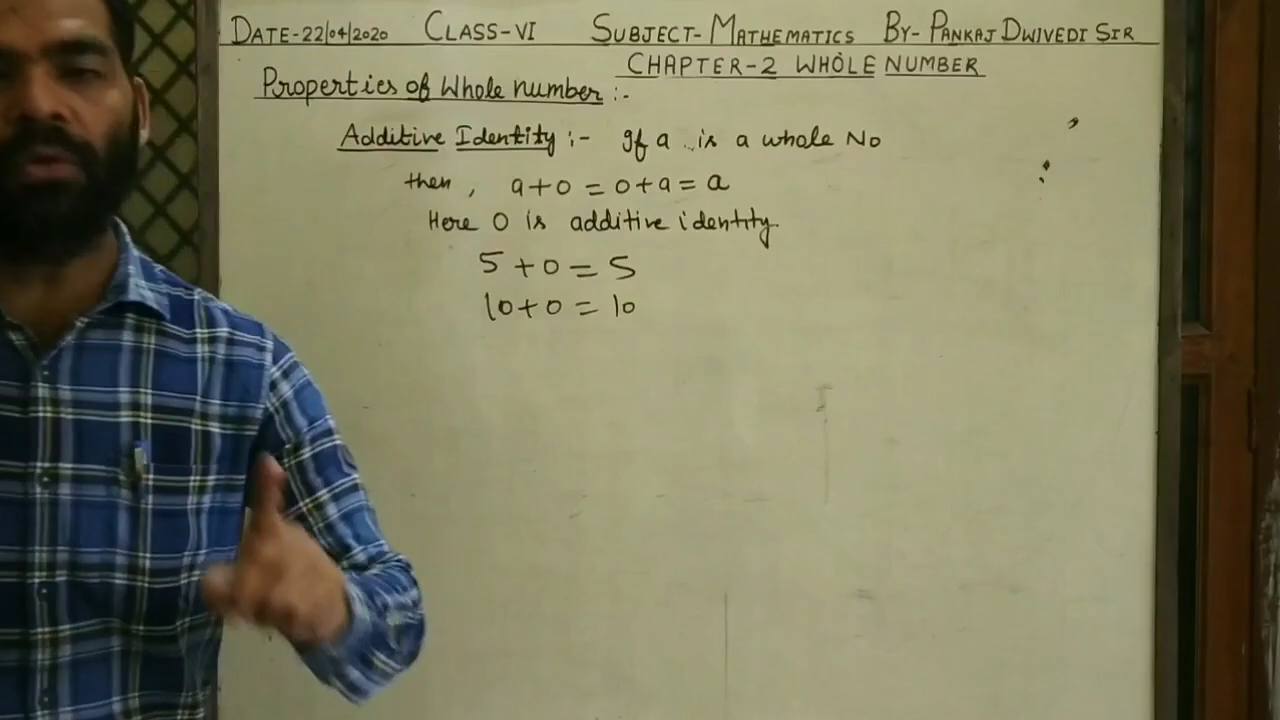 DATE-22/04/2020 CLASS-VI SUBJECT-MATHEMATICS BY-PANKAJ DWIVEDI SIR
CHAPTER-2 WHOLE NUMBER
Properties of Whole number :-
Additive Identity :- If a is a whole No
then, a+0 = 0+a = a
Here 0 is additive identity.
5+0 = 5
10+0 = 10